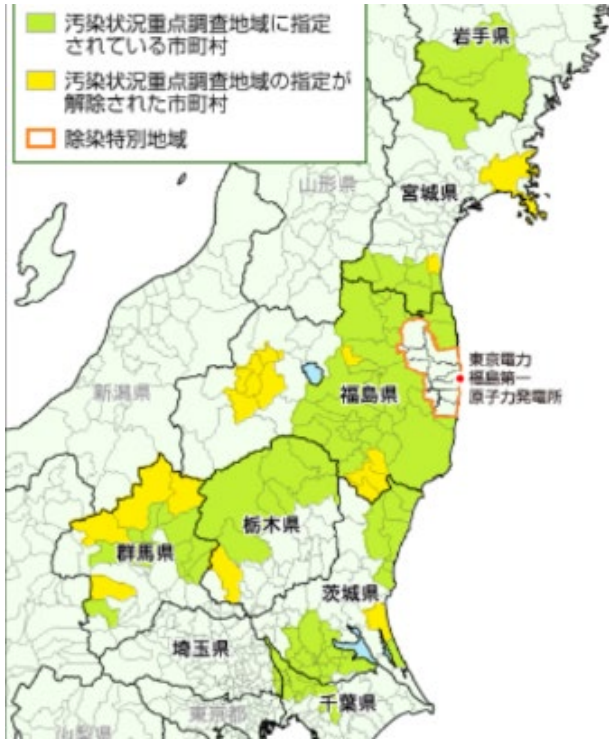 汚染状況重点調査地域に指定
されている市町村
汚染状況重点調査地域の指定が
解除された市町村
除染特別地域
岩手県
山形県
宮城県
東京電力
福島第一
原子力発電所
新潟県
福島県
栃木県
群馬県
茨城県
埼玉県
千葉県
東京都
山梨県